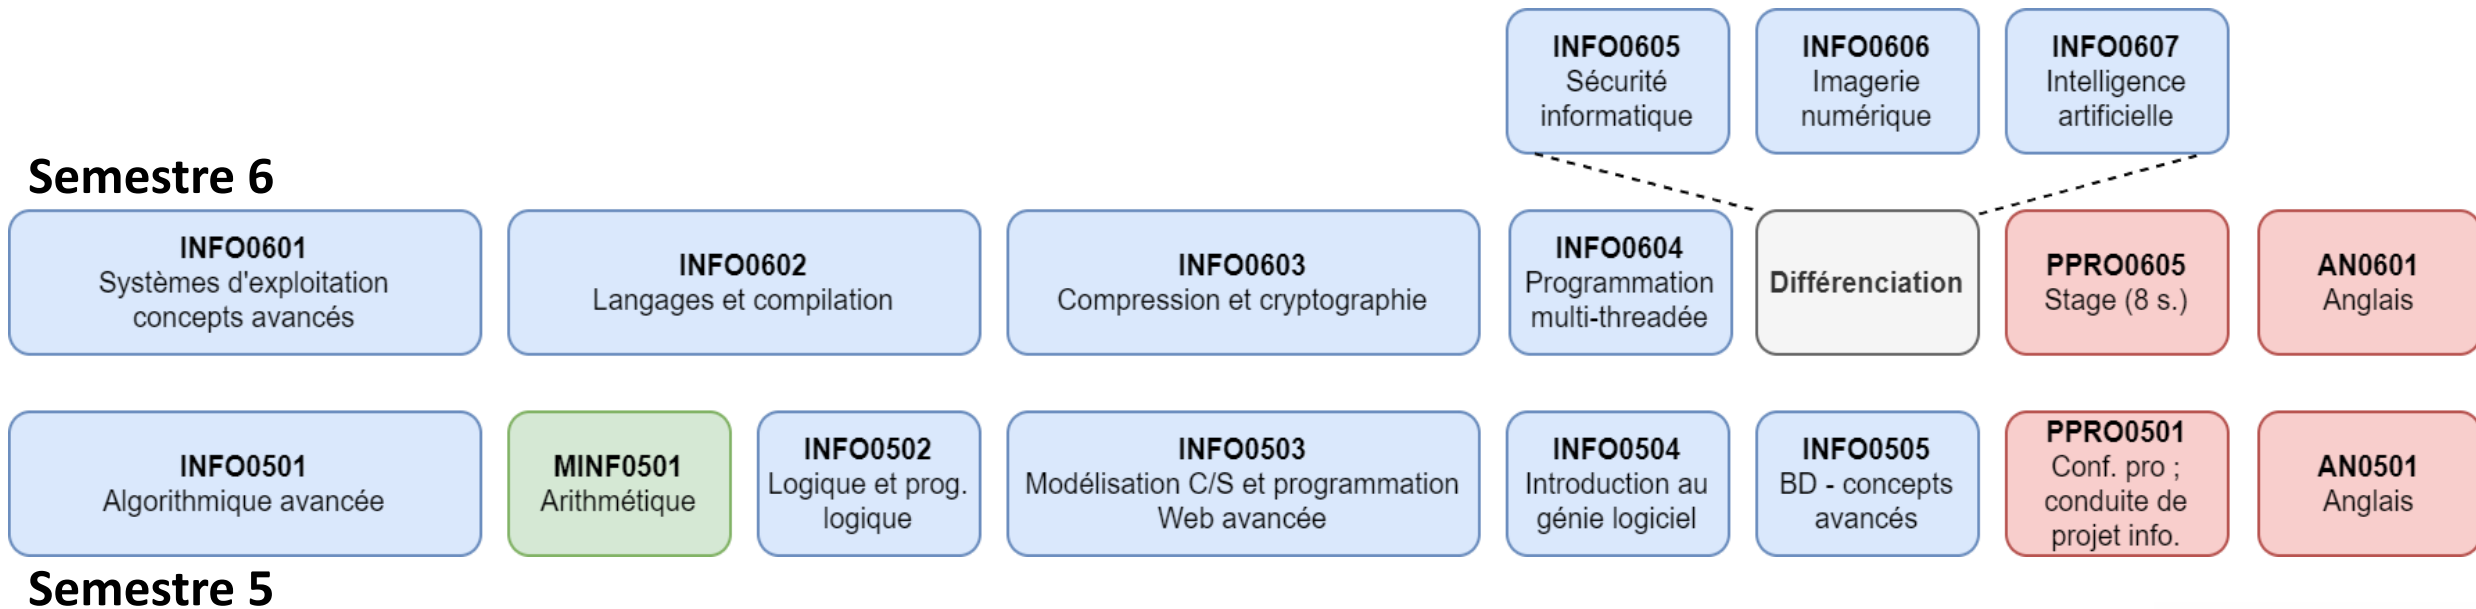 INFO0605
Sécurité
informatique
INFO0606
Imagerie
numérique
INFO0607
Intelligence
artificielle
Semestre 6
INFO0601
Systèmes d'exploitation
concepts avancés
INFO0602
Langages et compilation
INFO0603
Compression et cryptographie
INFO0604
Programmation
multi-threadée
Différenciation
PPRO0605
Stage (8 s.)
AN0601
Anglais
INFO0501
Algorithmique avancée
MINF0501
Arithmétique
INFO0502
Logique et prog.
logique
INFO0503
Modélisation C/S et programmation
Web avancée
INFO0504
Introduction au
génie logiciel
INFO0505
BD - concepts
avancés
PPRO0501
Conf. pro ;
conduite de
projet info.
AN0501
Anglais
Semestre 5